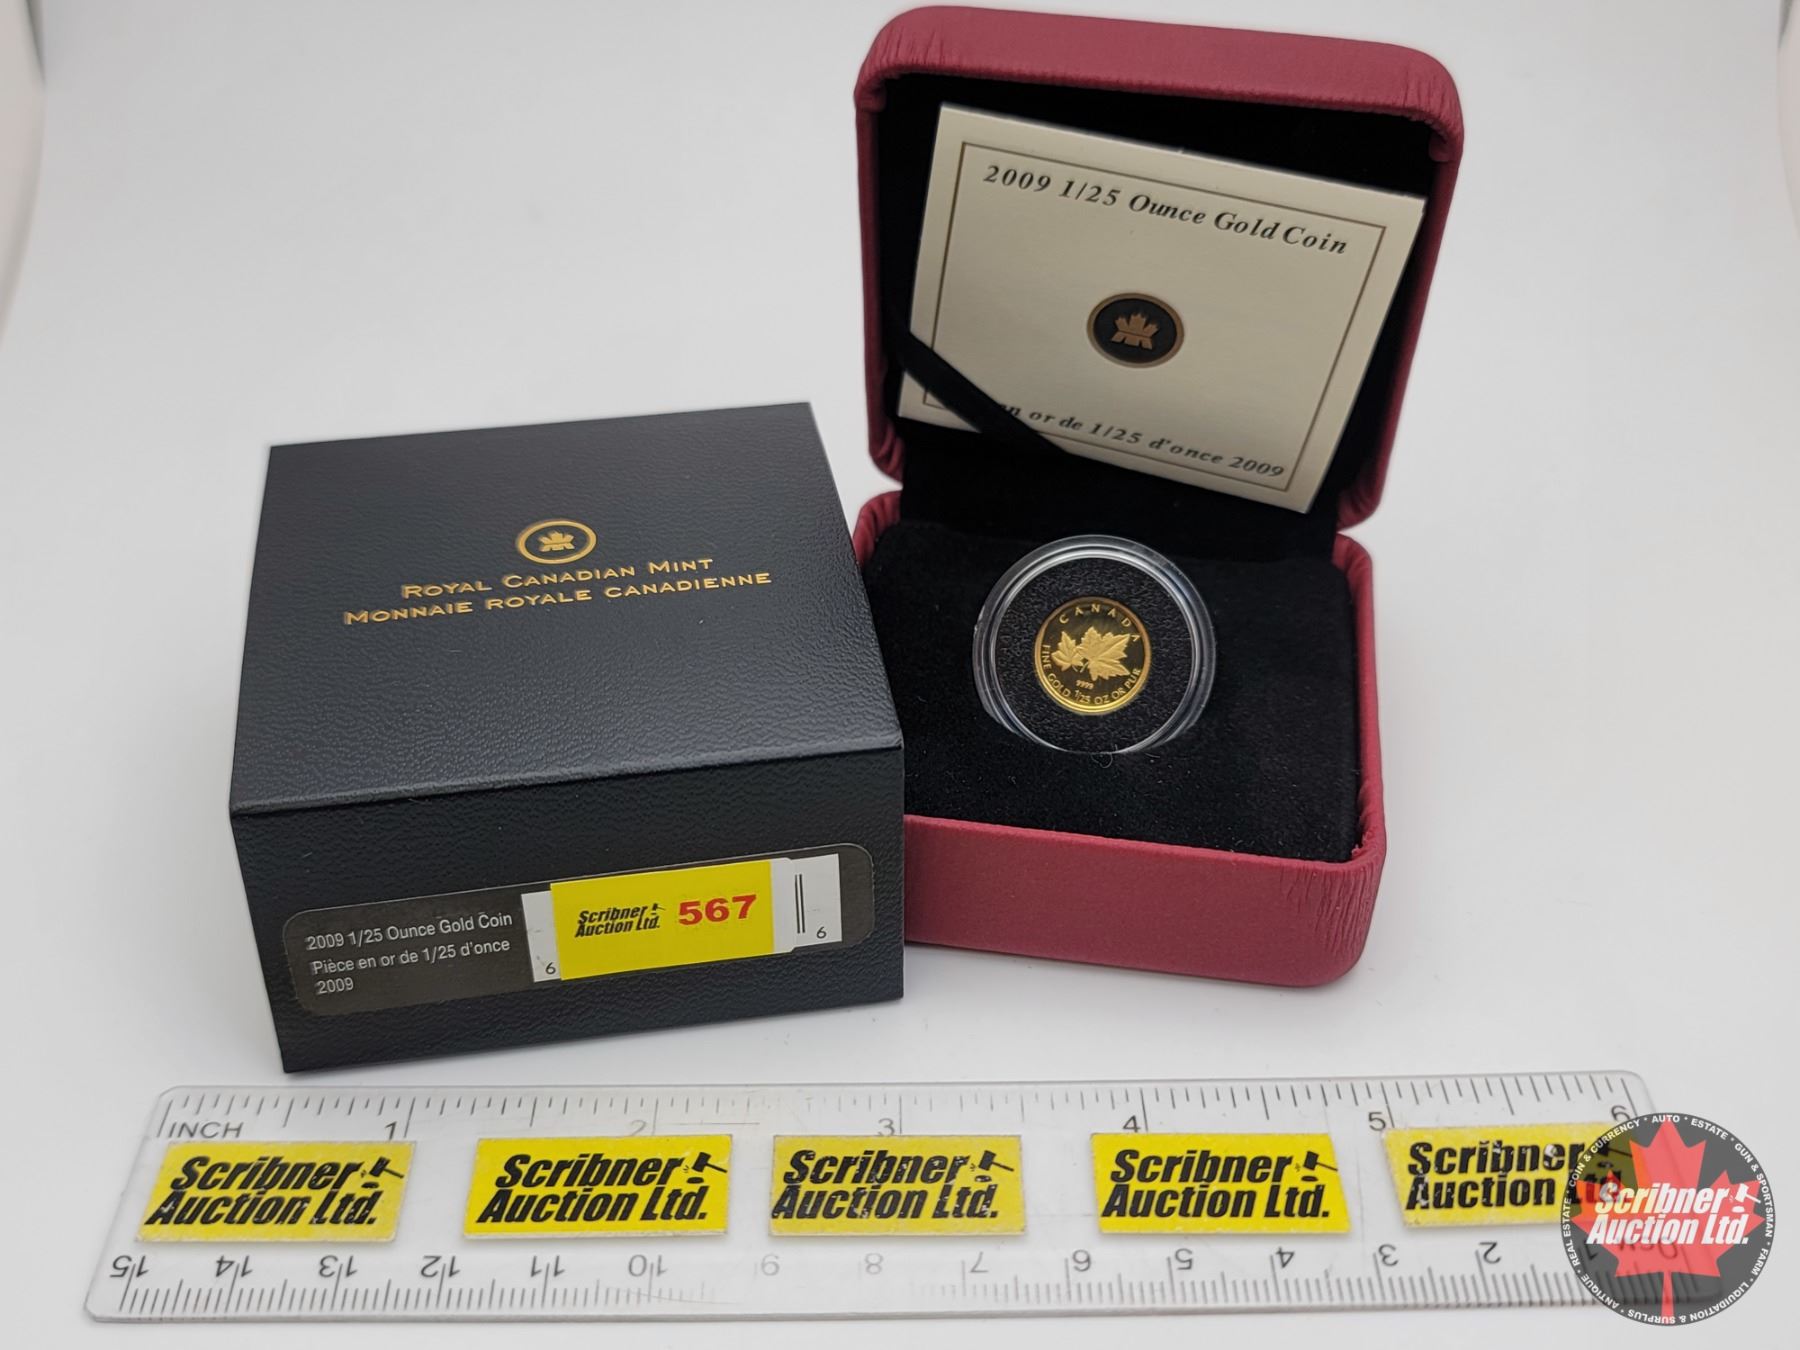 2009 1/25 Ounce Gold Coin
en or de 1/25 d'once 2009
CANADA
9999
FINE GOLD 1/25 OZ OR PUR
ROYAL CANADIAN MINT
MONNAIE ROYALE CANADIENNE
2009 1/25 Ounce Gold Coin
Pièce en or de 1/25 d'once
2009
6
Scribner
Auction Ltd.
567
6
INCH 1 2 3 4 5 6
Scribner
Auction Ltd.
Scribner
Auction Ltd.
Scribner
Auction Ltd.
Scribner
Auction Ltd.
Scribner
Auction Ltd.
15 14 13 12 11 10 9 8 7 6 5 4 3 2 1
Scribner
Auction Ltd.
COIN & CURRENCY * AUTO * ESTATE * GUN & SPORTSMAN * FARM * LIQUIDATION & SURPLUS * ANTIQUE * REAL ESTATE *